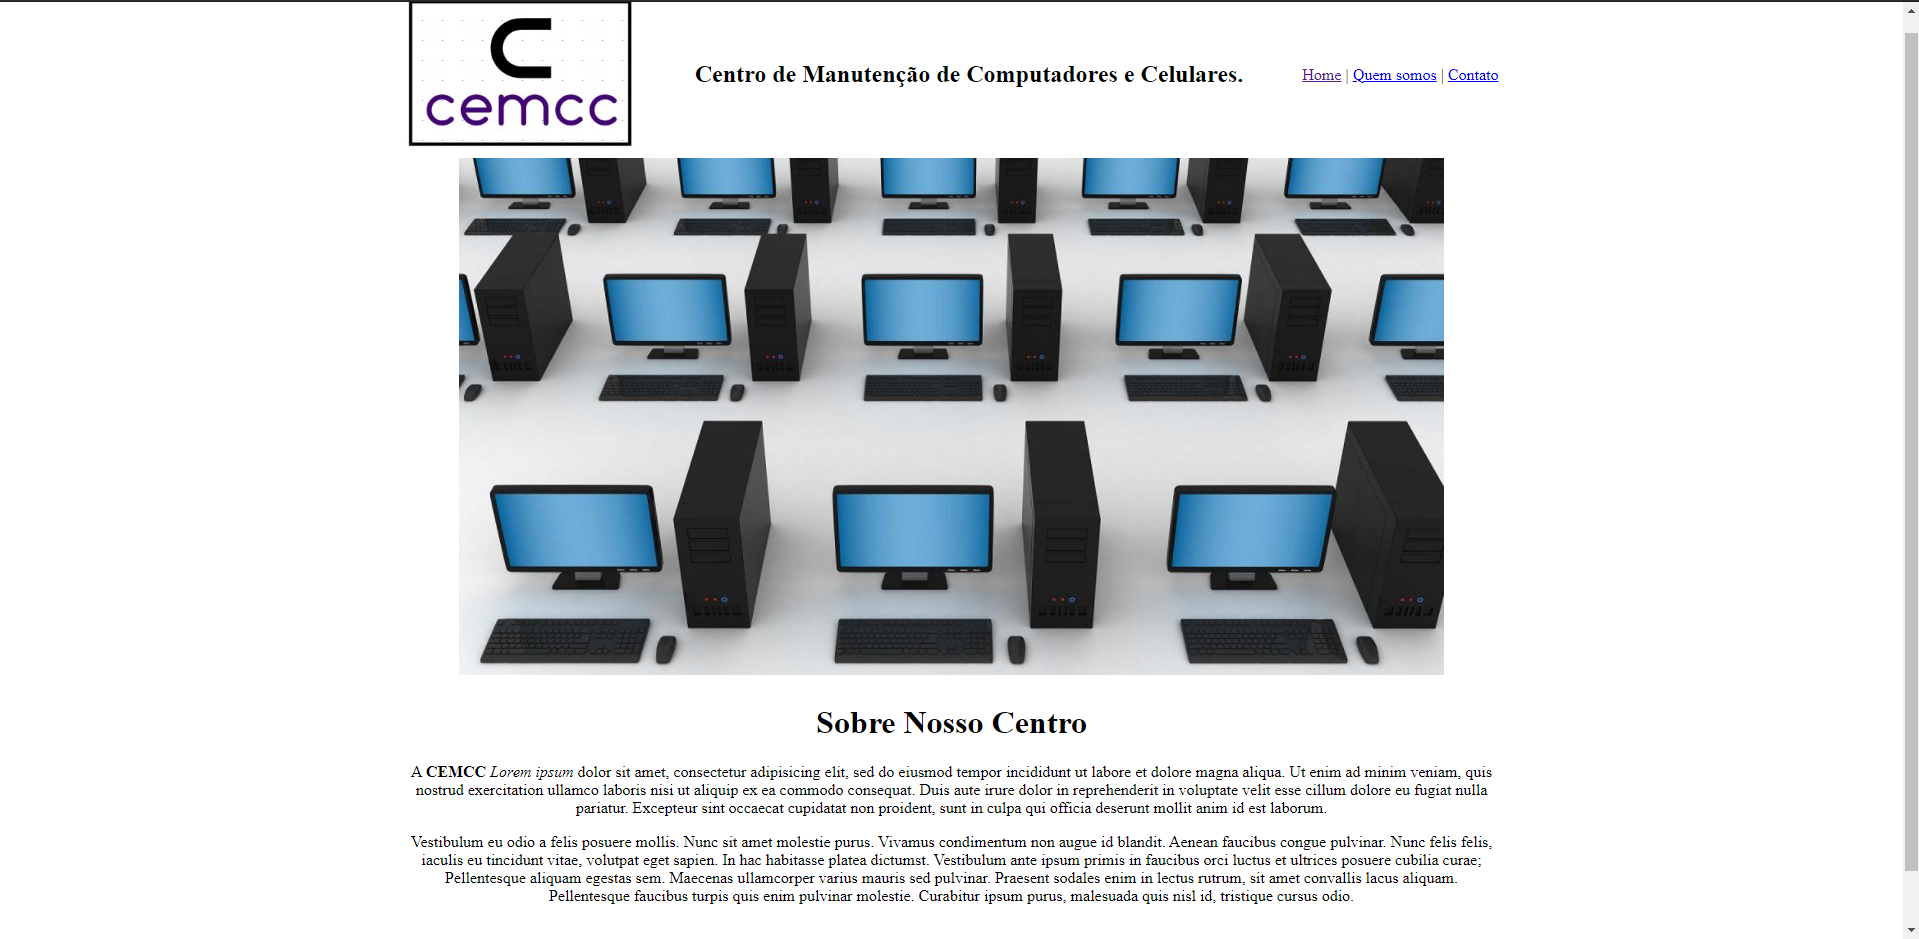 C
cemcc
Centro de Manutenção de Computadores e Celulares.
Home | Quem somos | Contato
Sobre Nosso Centro
A CEMCC Lorem ipsum dolor sit amet, consectetur adipisicing elit, sed do eiusmod tempor incididunt ut labore et dolore magna aliqua. Ut enim ad minim veniam, quis
nostrud exercitation ullamco laboris nisi ut aliquip ex ea commodo consequat. Duis aute irure dolor in reprehenderit in voluptate velit esse cillum dolore eu fugiat nulla
pariatur. Excepteur sint occaecat cupidatat non proident, sunt in culpa qui officia deserunt mollit anim id est laborum.
Vestibulum eu odio a felis posuere mollis. Nunc sit amet molestie purus. Vivamus condimentum non augue id blandit. Aenean faucibus congue pulvinar. Nunc felis felis,
iaculis eu tincidunt vitae, volutpat eget sapien. In hac habitasse platea dictumst. Vestibulum ante ipsum primis in faucibus orci luctus et ultrices posuere cubilia curae;
Pellentesque aliquam egestas sem. Maecenas ullamcorper varius mauris sed pulvinar. Praesent sodales enim in lectus rutrum, sit amet convallis lacus aliquam.
Pellentesque faucibus turpis quis enim pulvinar molestie. Curabitur ipsum purus, malesuada quis nisl id, tristique cursus odio.